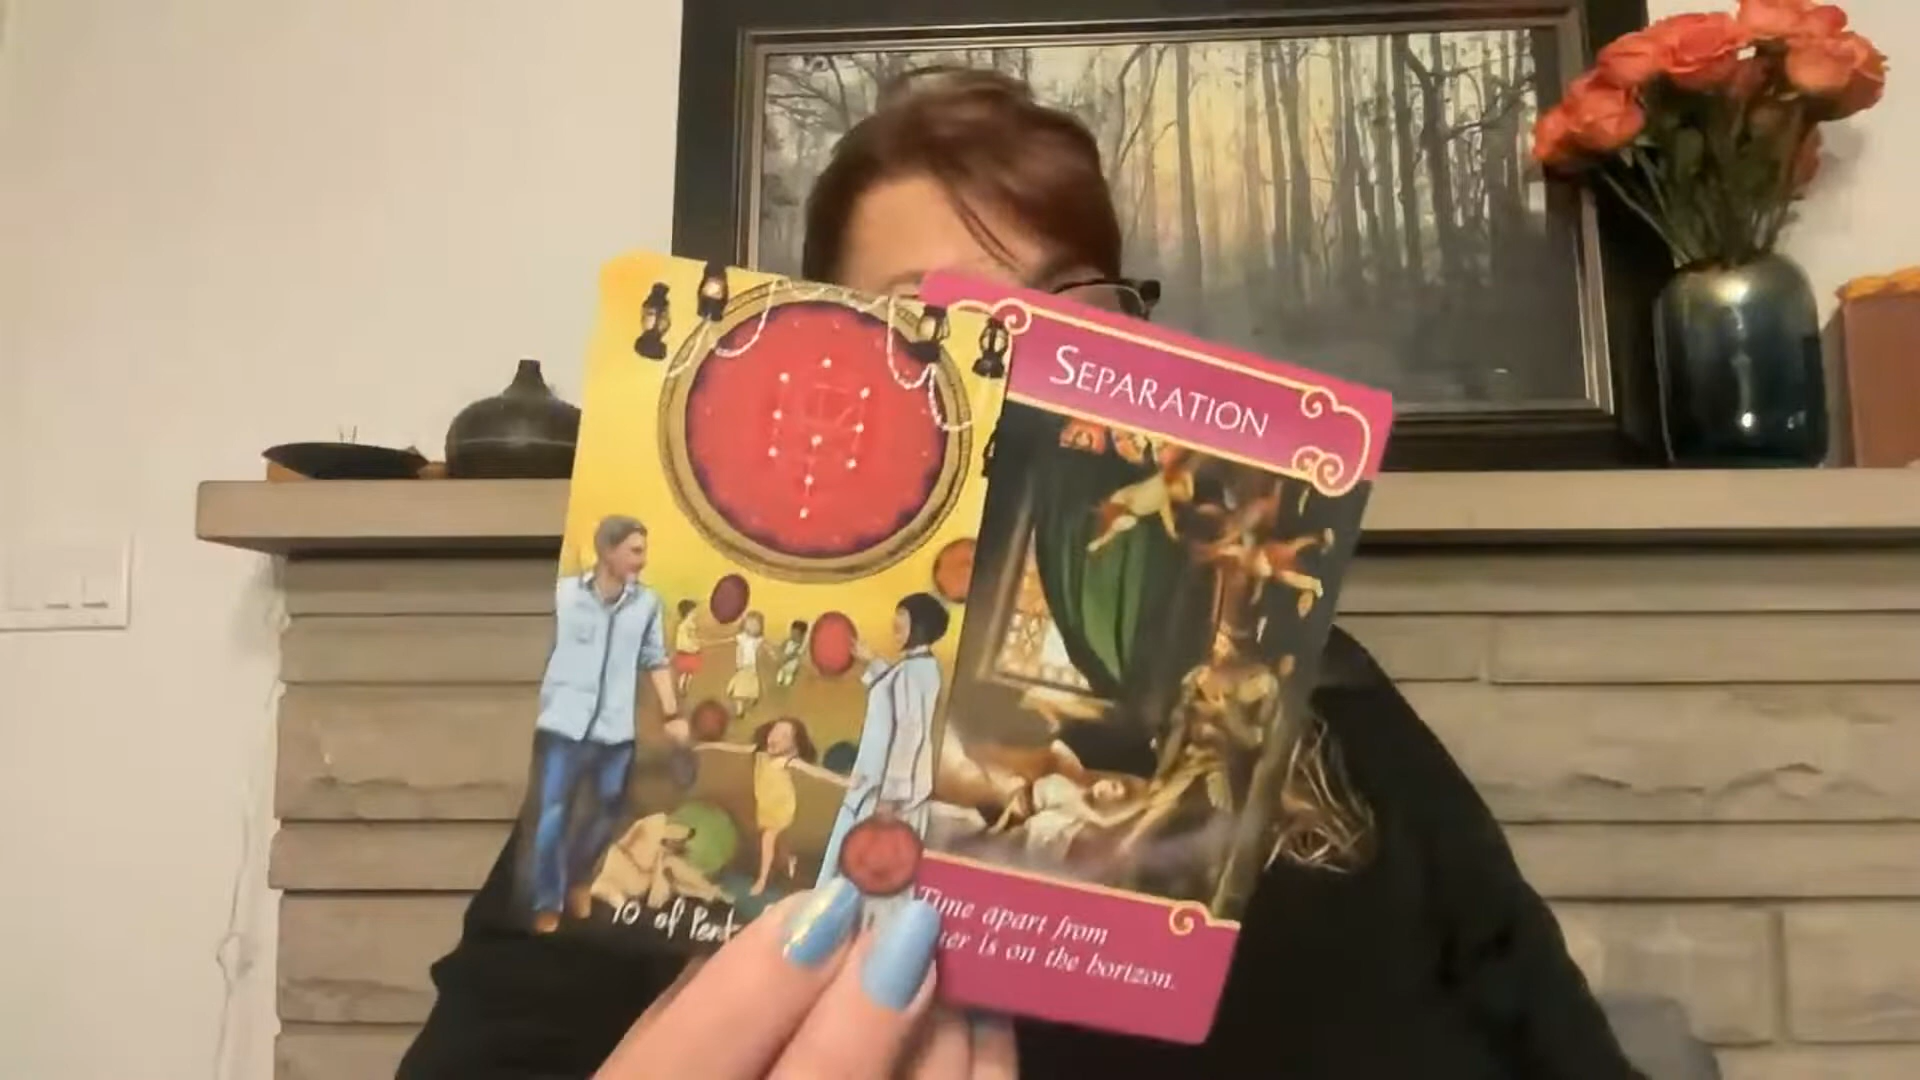 SEPARATION
10 of Pent
Time apart from
is on the horizon.